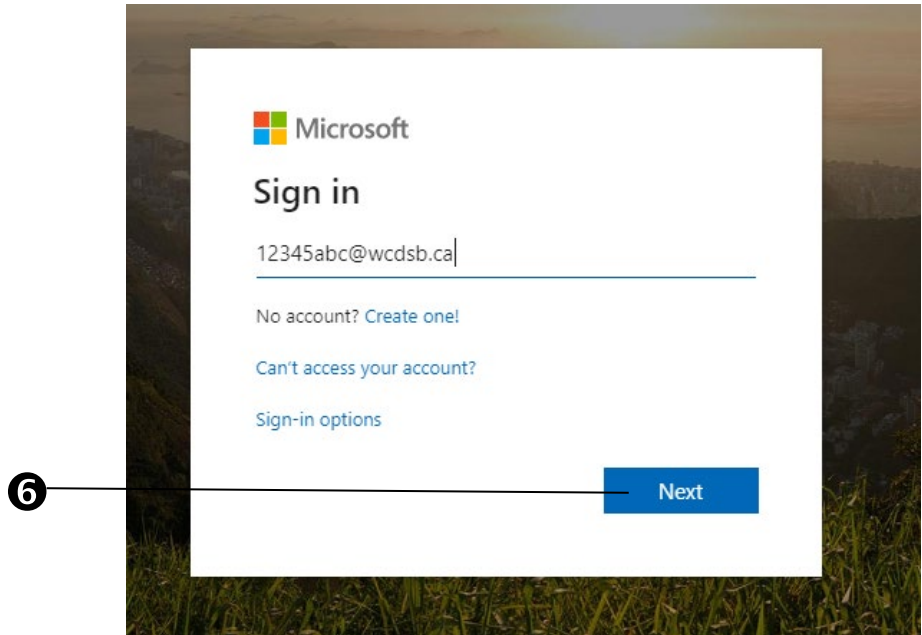 Microsoft
Sign in
12345abc@wcdsb.ca
No account? Create one!
Can't access your account?
Sign-in options
6
Next